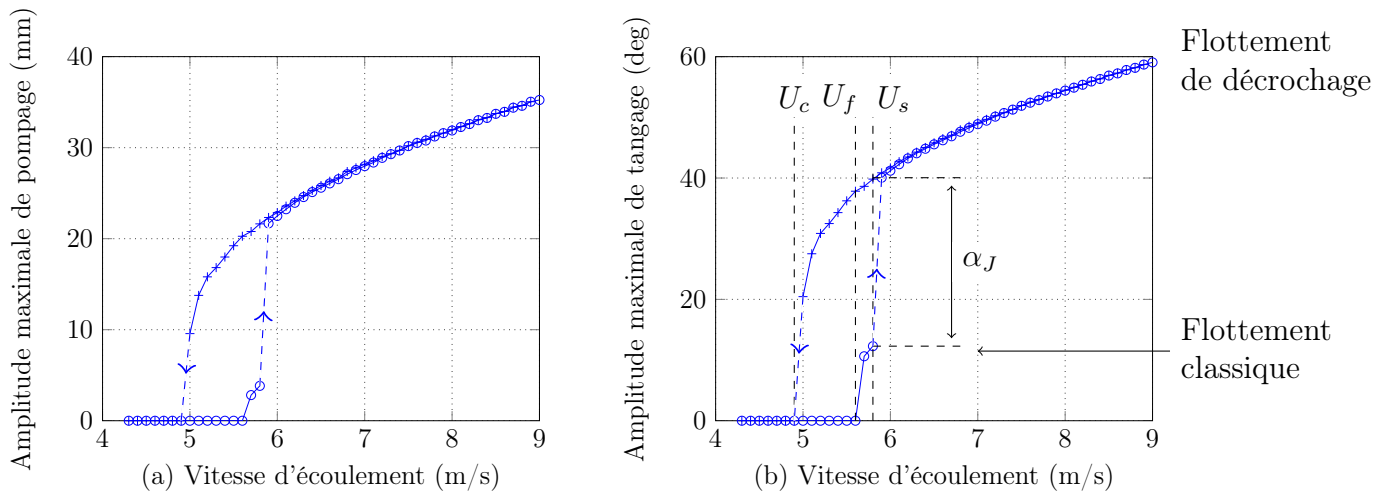 Amplitude maximale de pompage (mm)
40
30
20
10
0
4 5 6 7 8 9
(a) Vitesse d'écoulement (m/s)
Amplitude maximale de tangage (deg)
60
40
20
0
4 5 6 7 8 9
(b) Vitesse d'écoulement (m/s)
U_c U_f U_s
α_J
Flottement
de décrochage
Flottement
classique